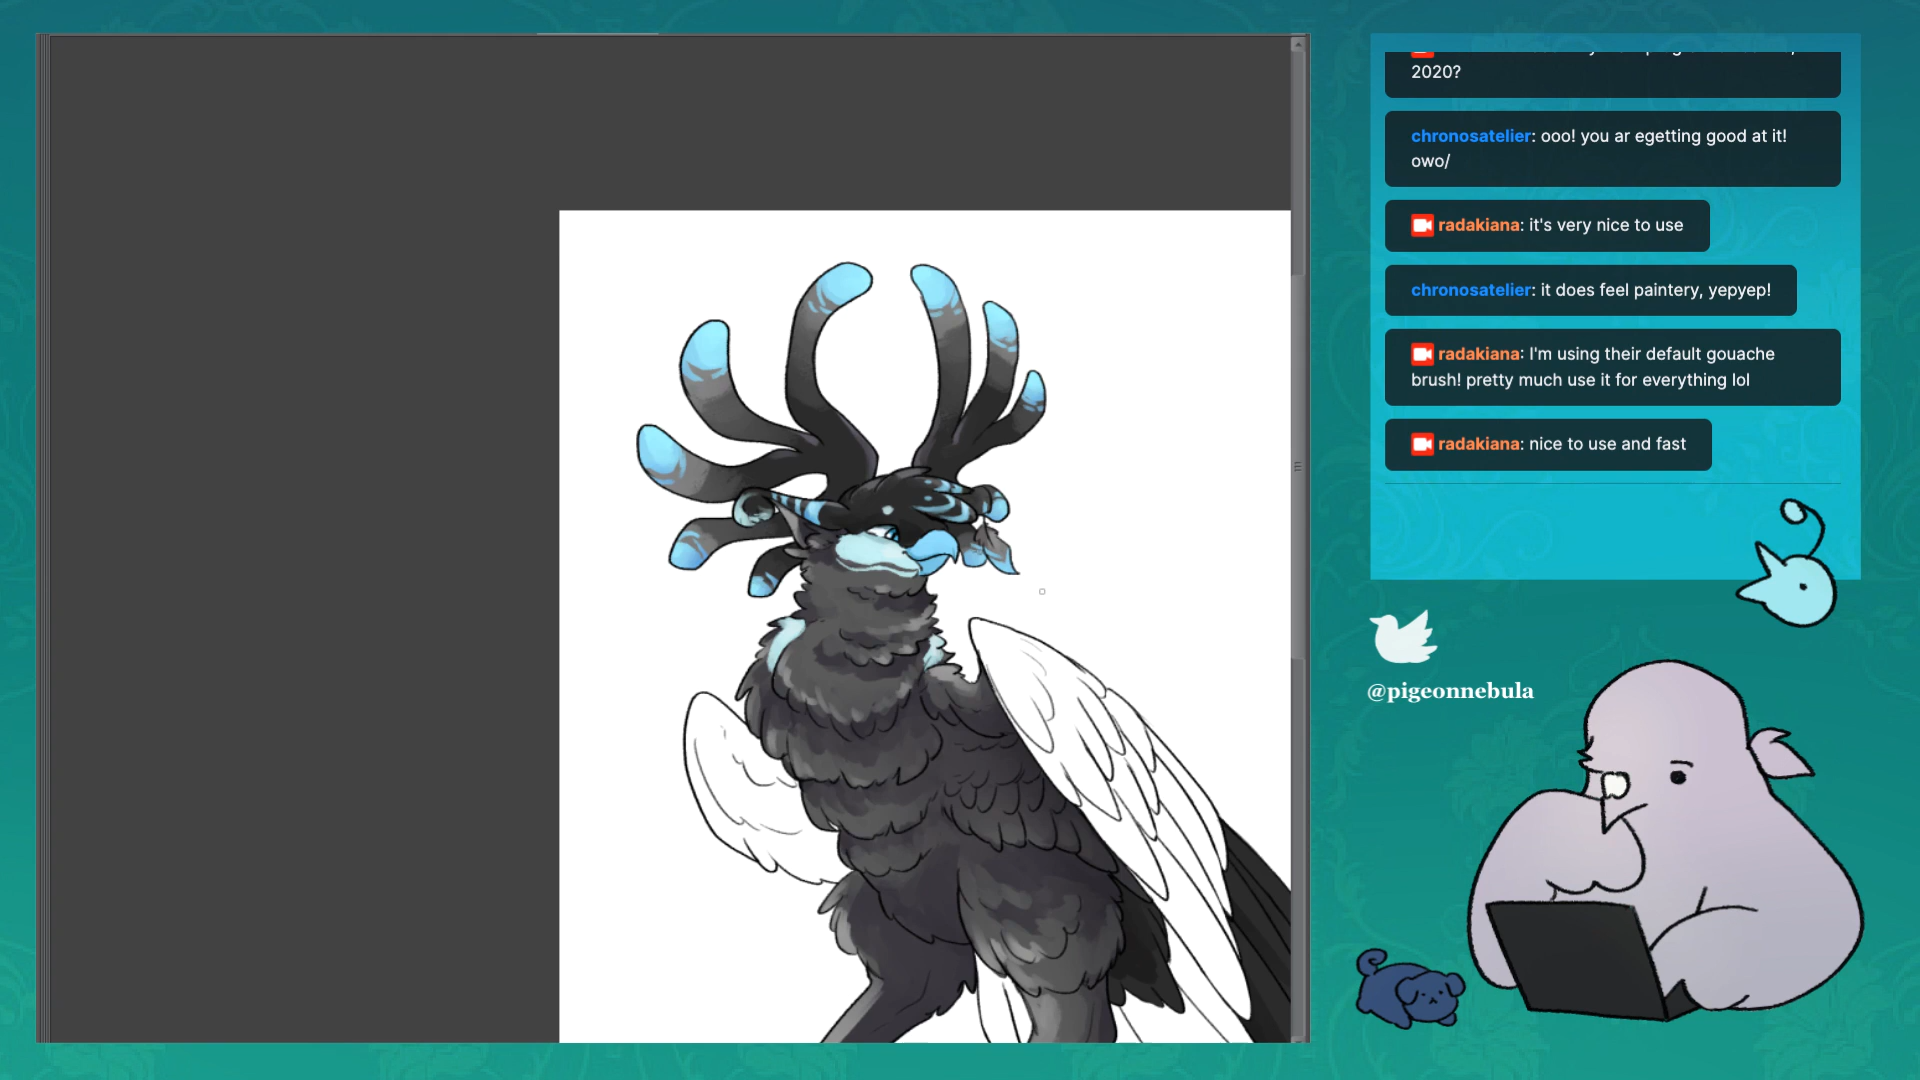 2020?
chronosatelier: ooo! you ar egetting good at it!
owo/
radakiana: it's very nice to use
chronosatelier: it does feel paintery, yepyep!
radakiana: I'm using their default gouache
brush! pretty much use it for everything lol
radakiana: nice to use and fast
@pigeonnebula